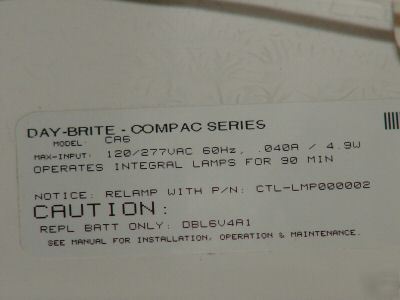 DAY-BRITE - COMPAC SERIES
MODEL: CA6
MAX-INPUT: 120/277VAC 60Hz, .040A / 4.9W
OPERATES INTEGRAL LAMPS FOR 90 MIN
NOTICE: RELAMP WITH P/N: CTL-LMP000002
CAUTION:
REPL BATT ONLY: DBL6V4A1
SEE MANUAL FOR INSTALLATION, OPERATION & MAINTENANCE.